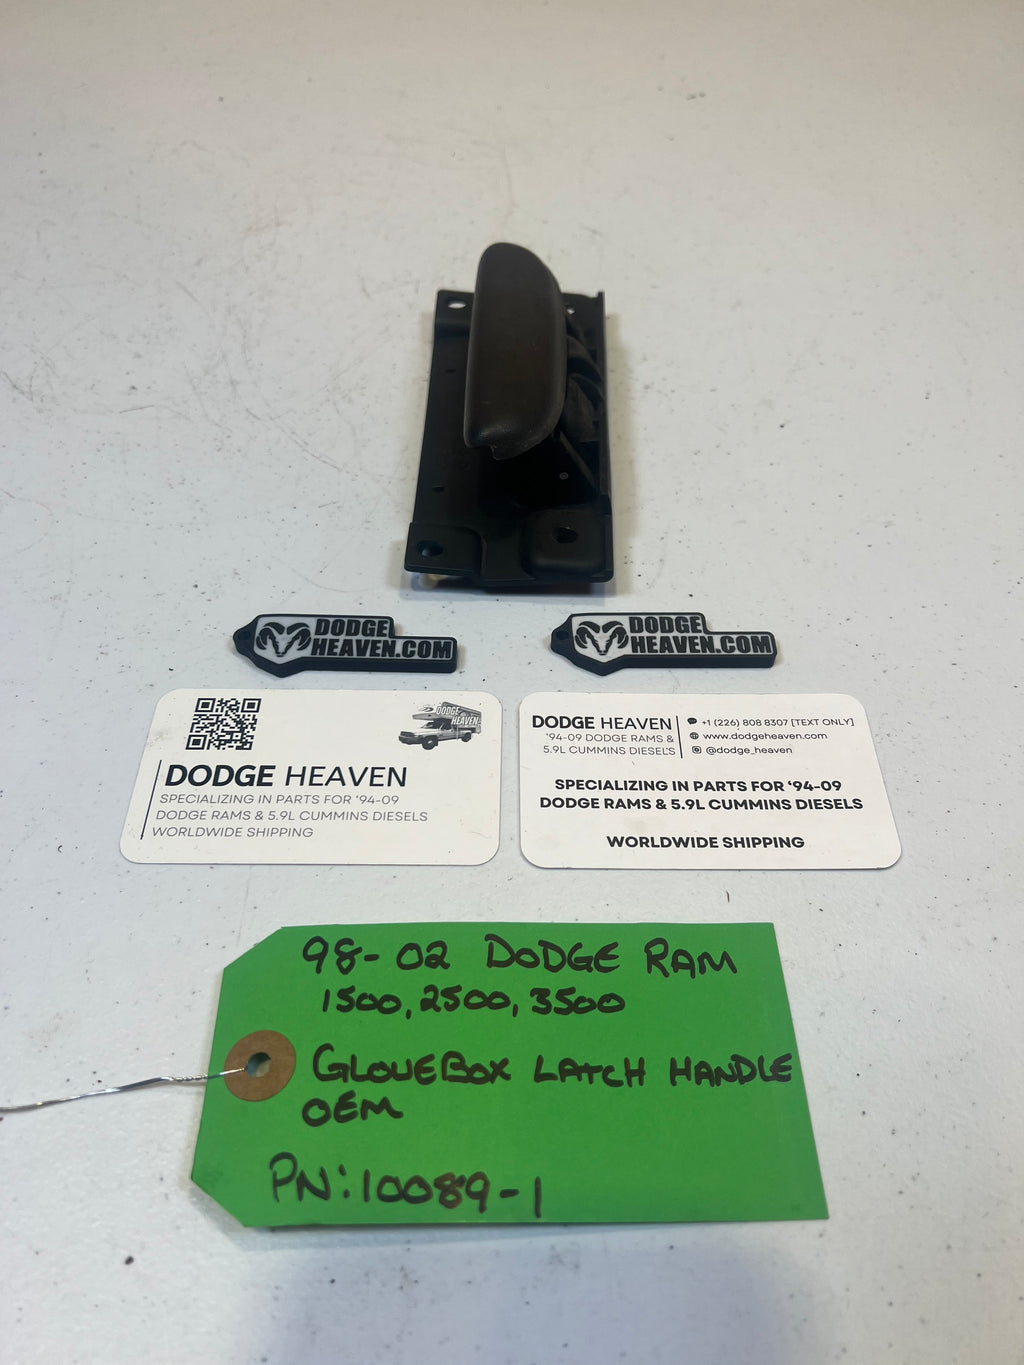 DODGE
HEAVEN.COM
DODGE
HEAVEN.COM
DODGE
HEAVEN
DODGE HEAVEN
SPECIALIZING IN PARTS FOR '94-09
DODGE RAMS & 5.9L CUMMINS DIESELS
WORLDWIDE SHIPPING
DODGE HEAVEN
'94-09 DODGE RAMS &
5.9L CUMMINS DIESELS
+1 (226) 808 8307 [TEXT ONLY]
www.dodgeheaven.com
@dodge_heaven
SPECIALIZING IN PARTS FOR '94-09
DODGE RAMS & 5.9L CUMMINS DIESELS
WORLDWIDE SHIPPING
98-02 DODGE RAM
1500, 2500, 3500
GLOVEBOX LATCH HANDLE
OEM
PN: 10089-1